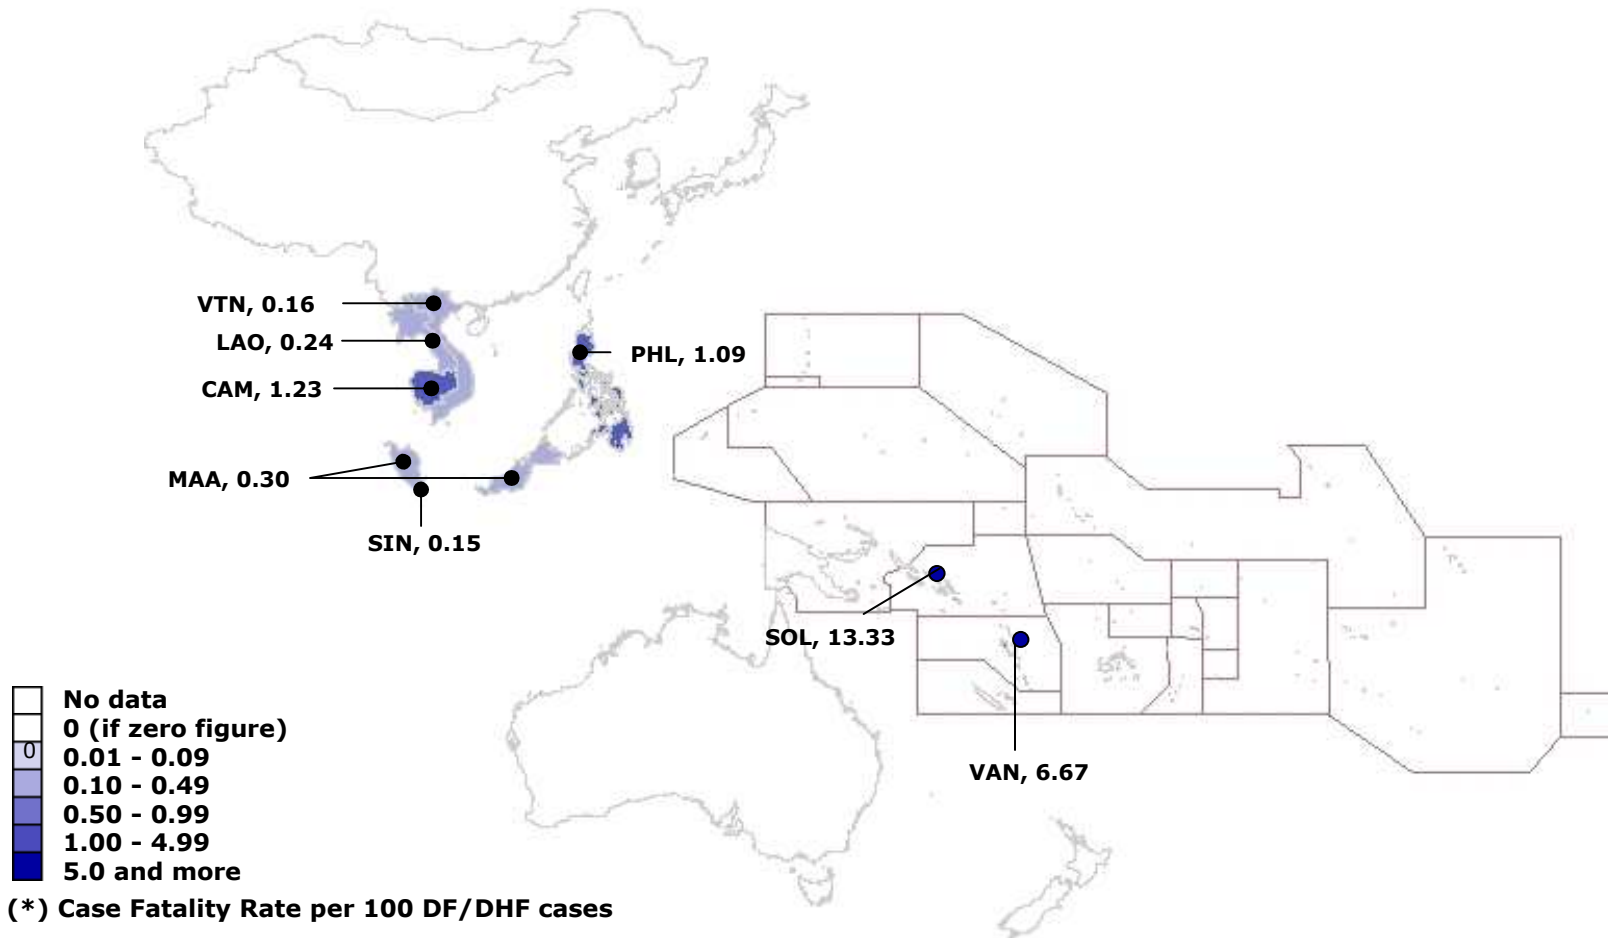 VTN, 0.16
LAO, 0.24
PHL, 1.09
CAM, 1.23
MAA, 0.30
SIN, 0.15
SOL, 13.33
VAN, 6.67
No data
0 (if zero figure)
0
0.01 - 0.09
0.10 - 0.49
0.50 - 0.99
1.00 - 4.99
5.0 and more
(*) Case Fatality Rate per 100 DF/DHF cases